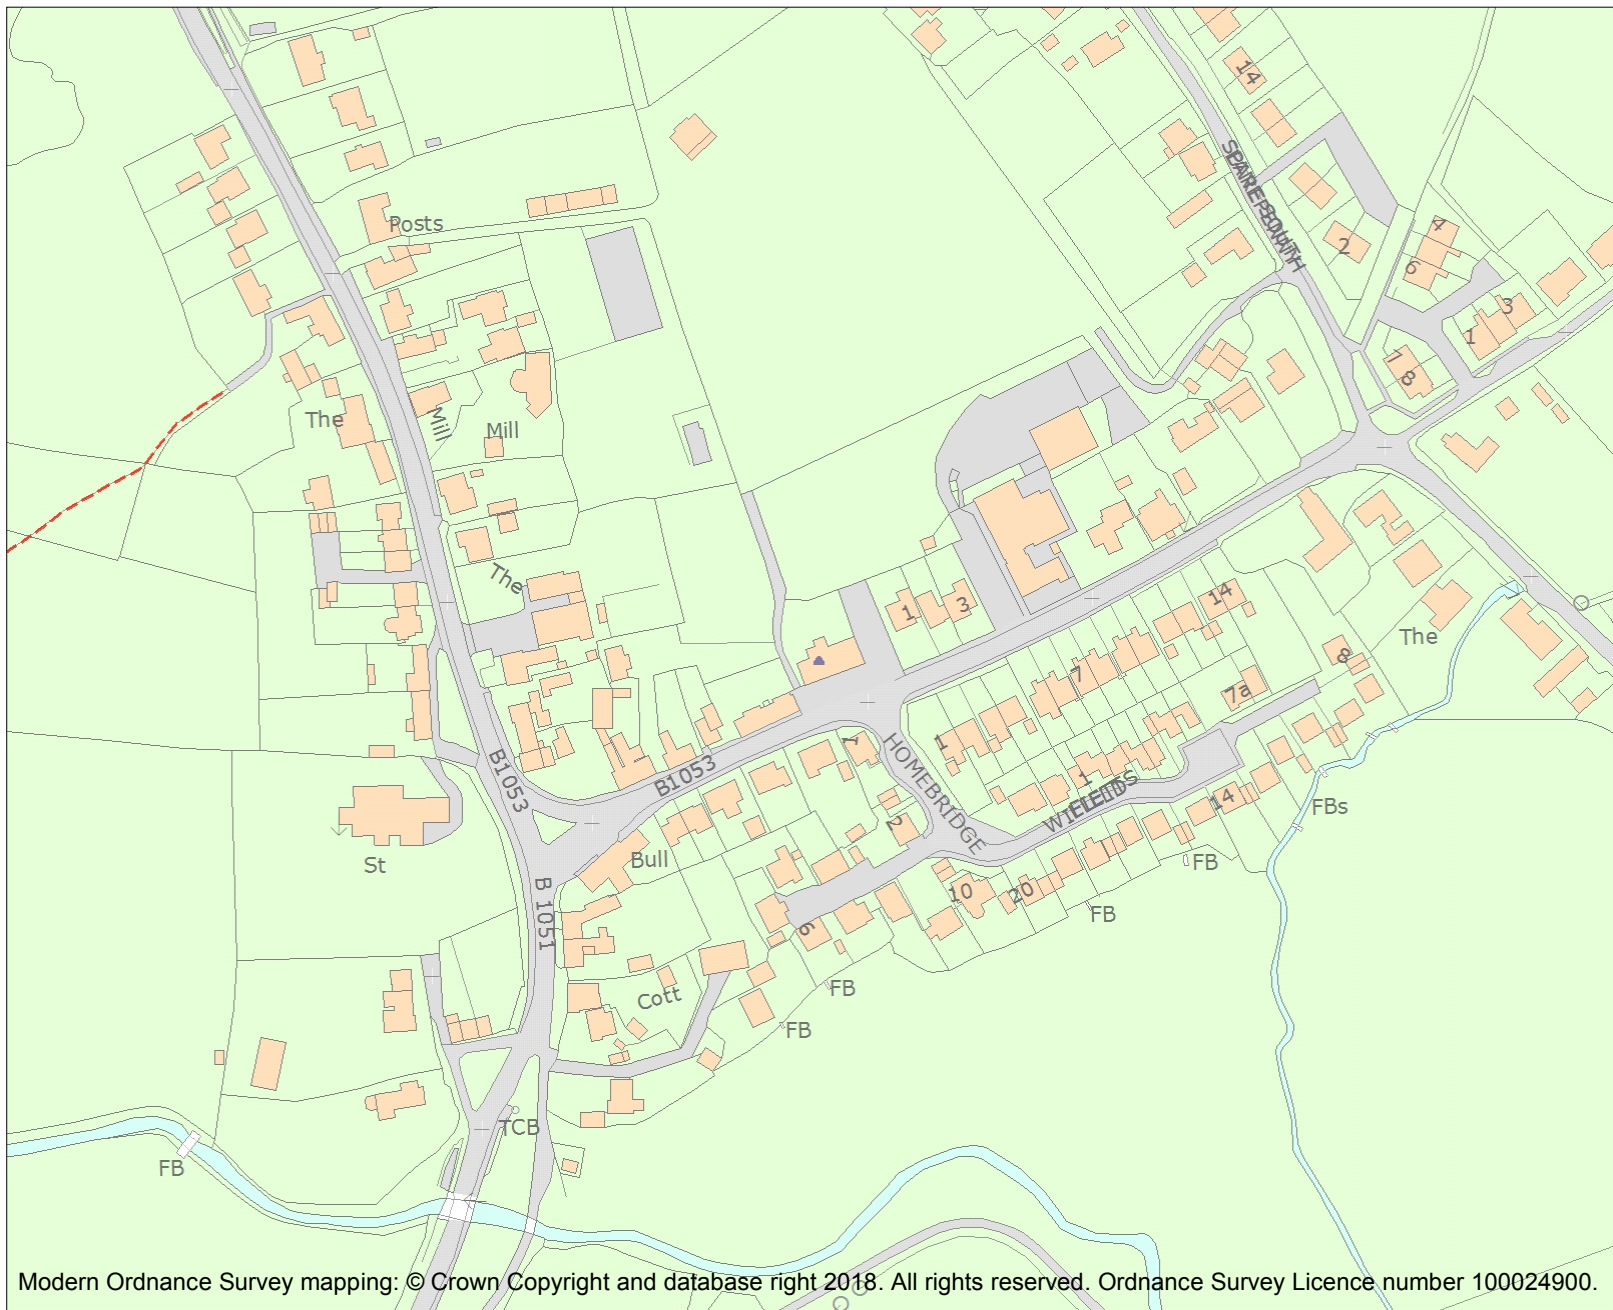 14
Posts
2
4
6
3
1
7
8
The
Mill
Mill
The
1
3
14
The
7
8
7a
1
B1053
B1053
1
HOMEBRIDGE
1
WIFIELDS
14
FBs
2
Bull
St
FB
10
20
FB
B 1051
6
Cott
FB
FB
TCB
FB
Modern Ordnance Survey mapping: © Crown Copyright and database right 2018. All rights reserved. Ordnance Survey Licence number 100024900.